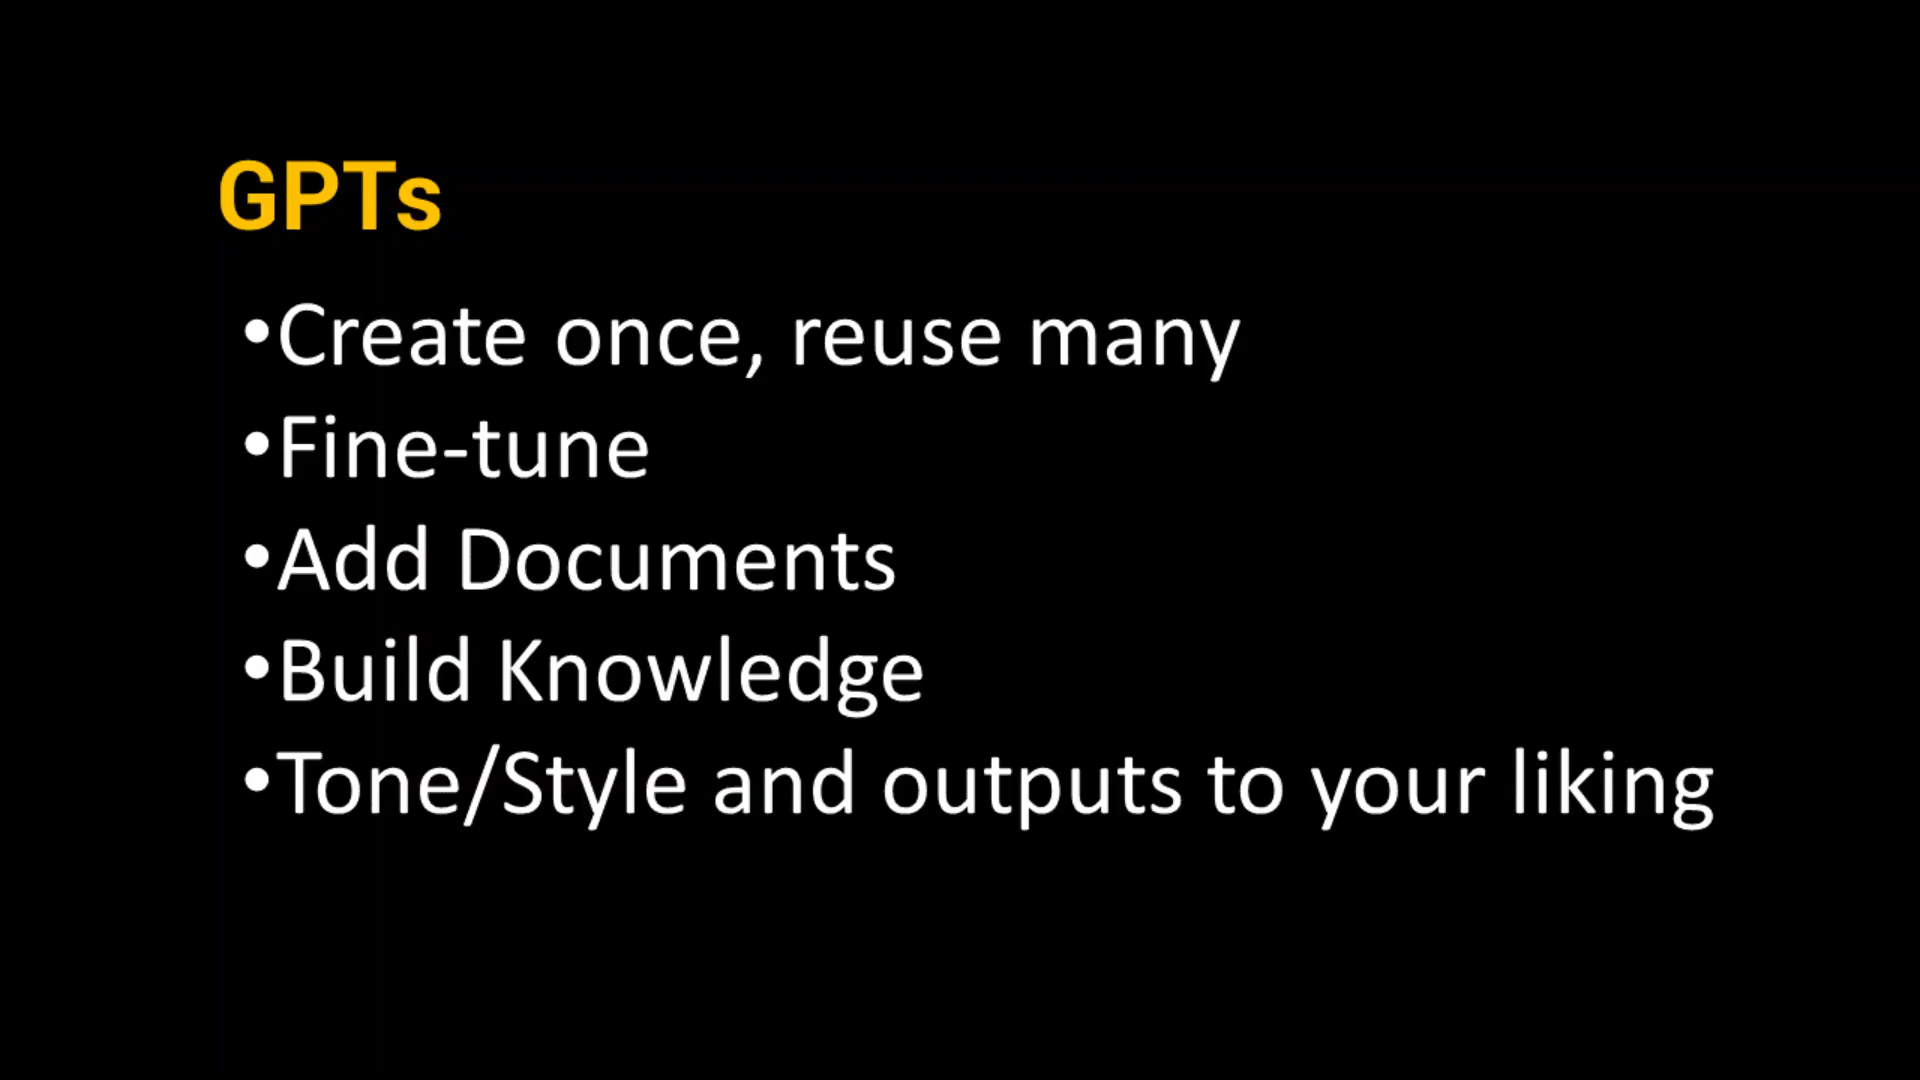 GPTs
•Create once, reuse many
•Fine-tune
•Add Documents
•Build Knowledge
•Tone/Style and outputs to your liking